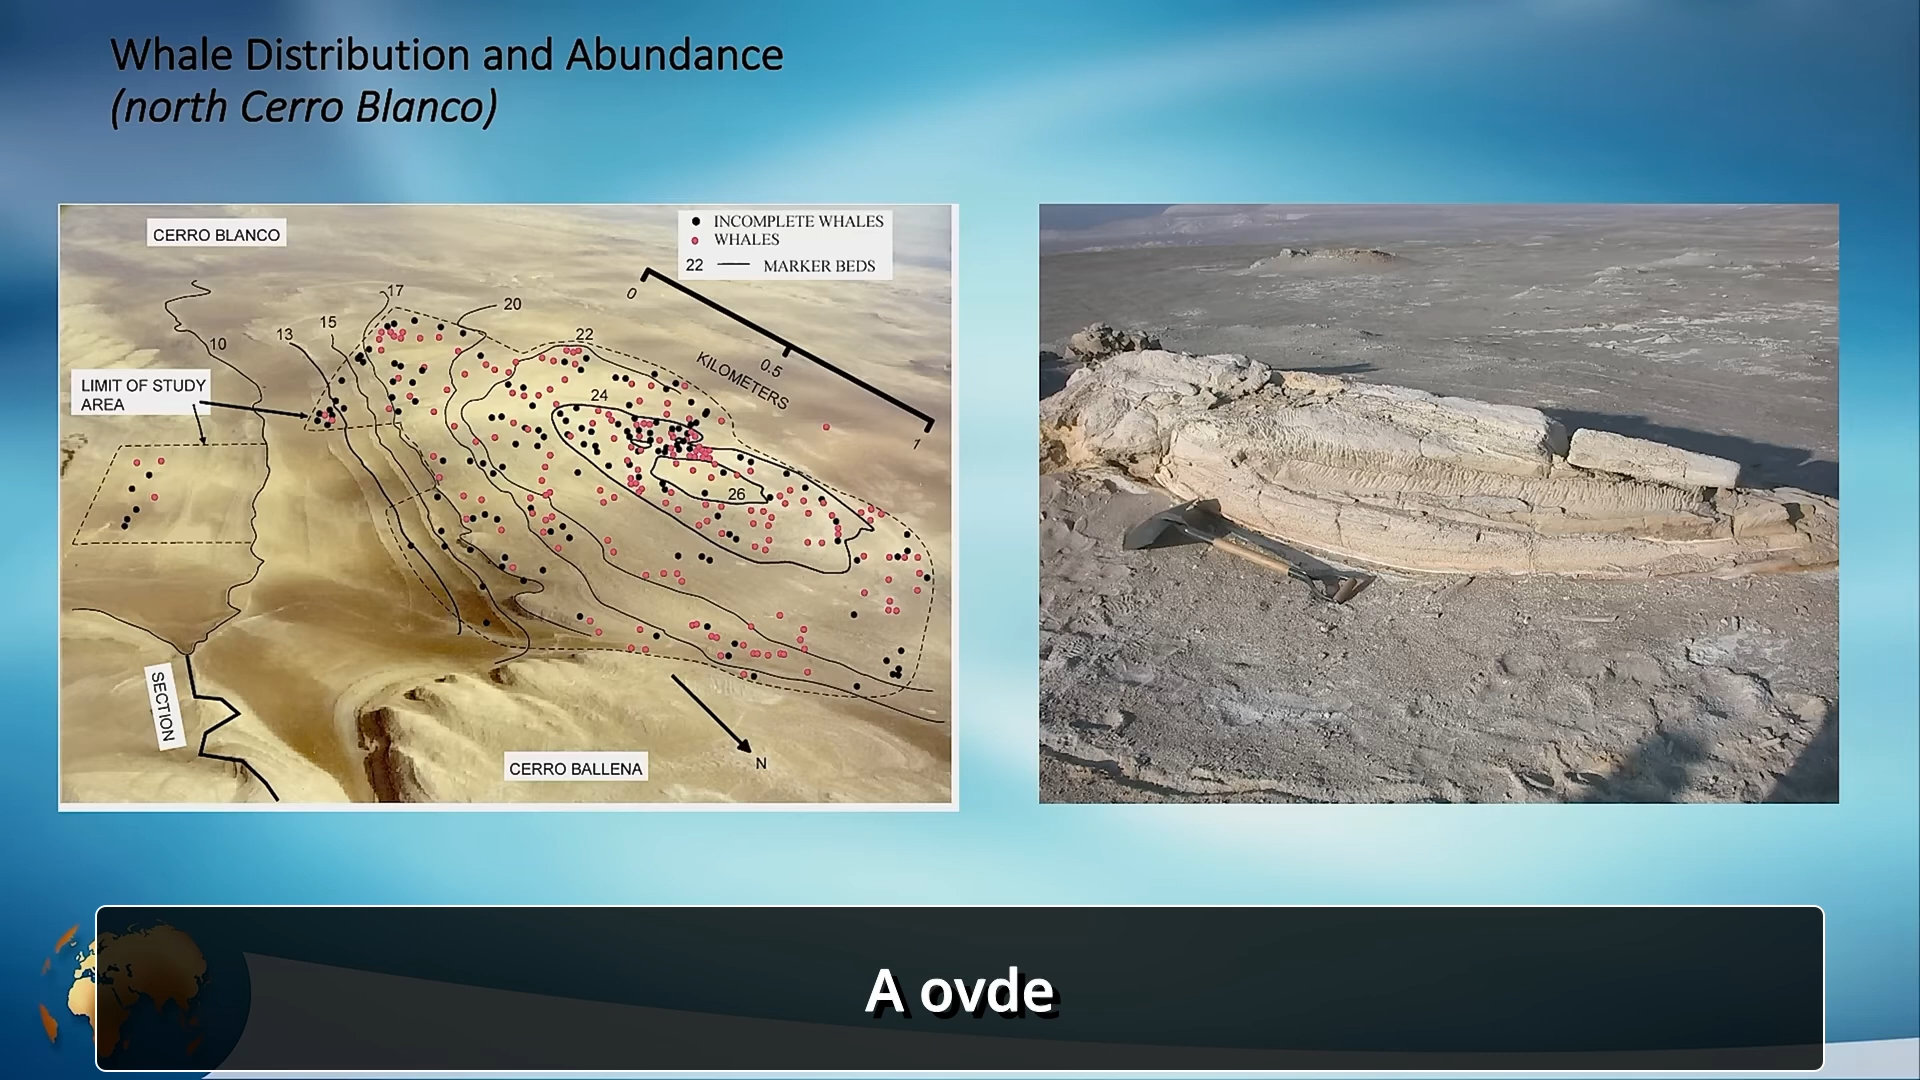 Whale Distribution and Abundance
(north Cerro Blanco)
CERRO BLANCO
INCOMPLETE WHALES
WHALES
22 MARKER BEDS
0
0.5
1
KILOMETERS
17
20
15
13
22
10
24
26
LIMIT OF STUDY
AREA
SECTION
CERRO BALLENA
N
A ovde